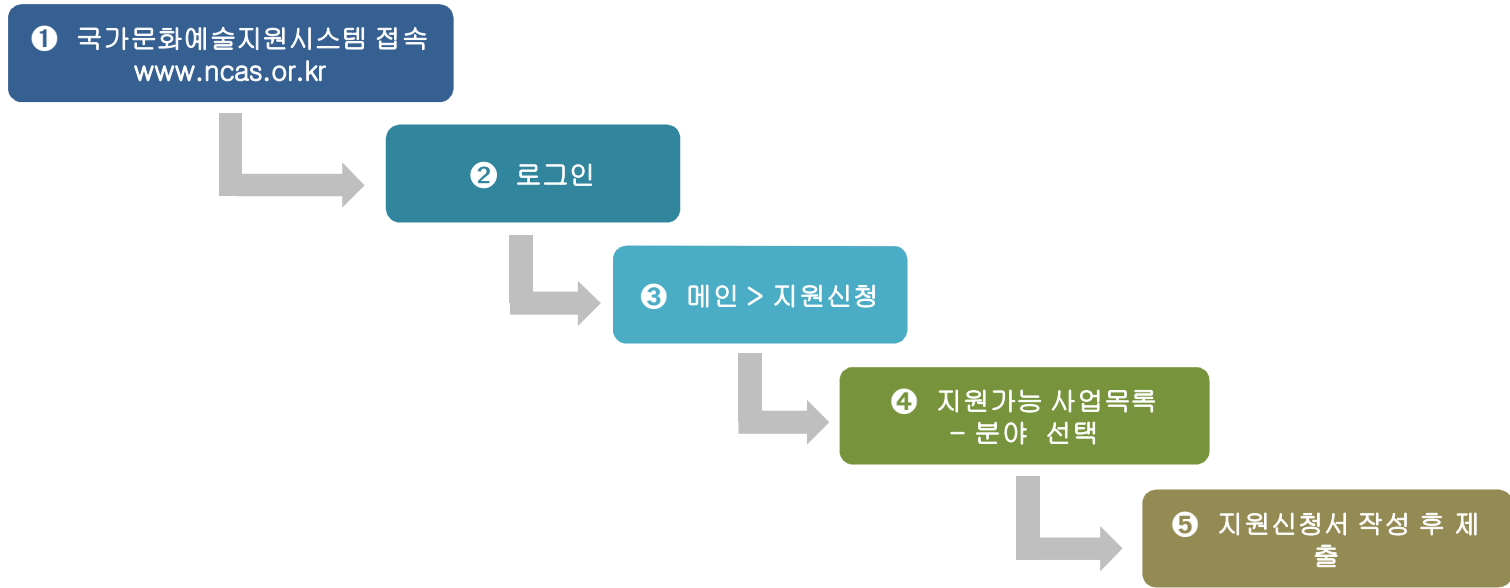 ❶ 국가문화예술지원시스템 접속
www.ncas.or.kr
❷ 로그인
❸ 메인 > 지원신청
❹ 지원가능 사업목록
- 분야 선택
❺ 지원신청서 작성 후 제
출